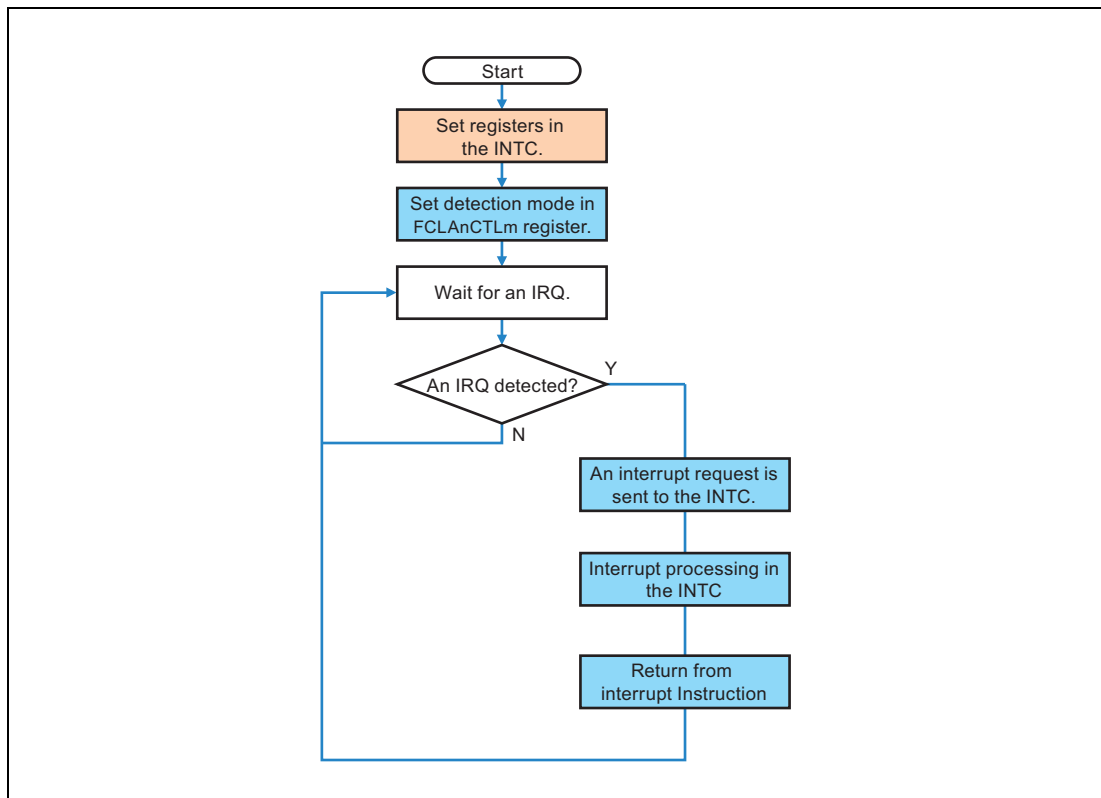 Start
Set registers in
the INTC.
Set detection mode in
FCLAnCTLm register.
Wait for an IRQ.
An IRQ detected?
Y
N
An interrupt request is
sent to the INTC.
Interrupt processing in
the INTC
Return from
interrupt Instruction